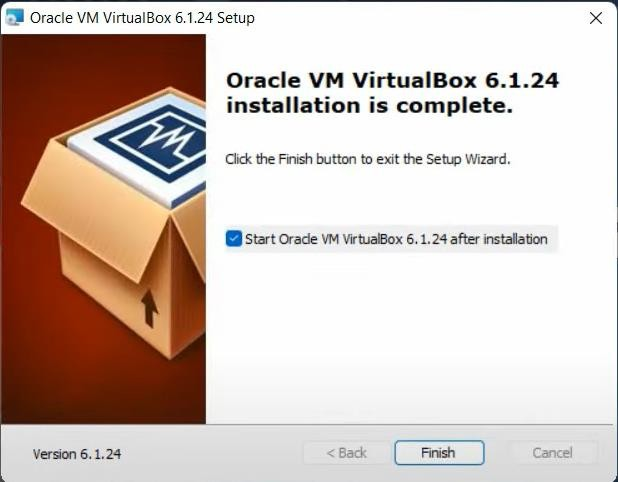 Oracle VM VirtualBox 6.1.24 Setup
Oracle VM VirtualBox 6.1.24
installation is complete.
Click the Finish button to exit the Setup Wizard.
Start Oracle VM VirtualBox 6.1.24 after installation
Version 6.1.24
< Back
Finish
Cancel